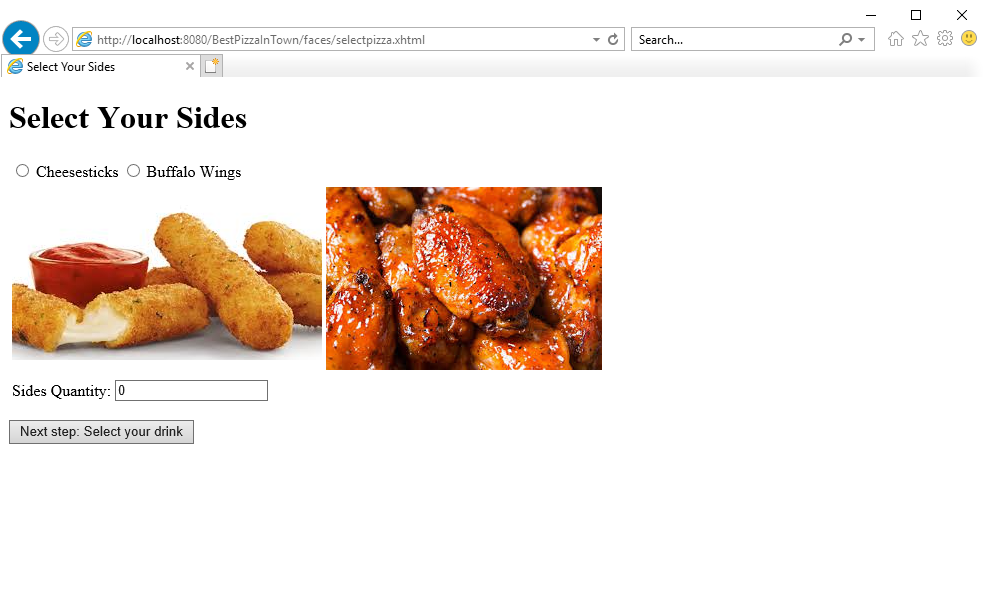 http://localhost:8080/BestPizzaInTown/faces/selectpizza.xhtml
Search...
Select Your Sides
Select Your Sides
Cheesesticks Buffalo Wings
Sides Quantity: 0
Next step: Select your drink